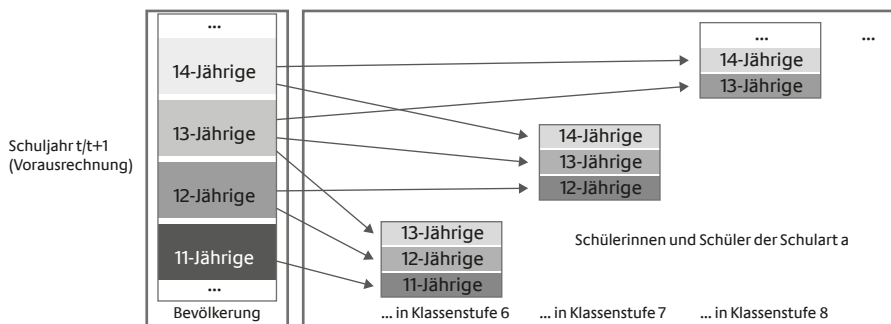 ...
14-Jährige
13-Jährige
12-Jährige
11-Jährige
...
Bevölkerung
Schuljahr t/t+1
(Vorausrechnung)
...
14-Jährige
13-Jährige
...
14-Jährige
13-Jährige
12-Jährige
13-Jährige
12-Jährige
11-Jährige
Schülerinnen und Schüler der Schulart a
... in Klassenstufe 6
... in Klassenstufe 7
... in Klassenstufe 8